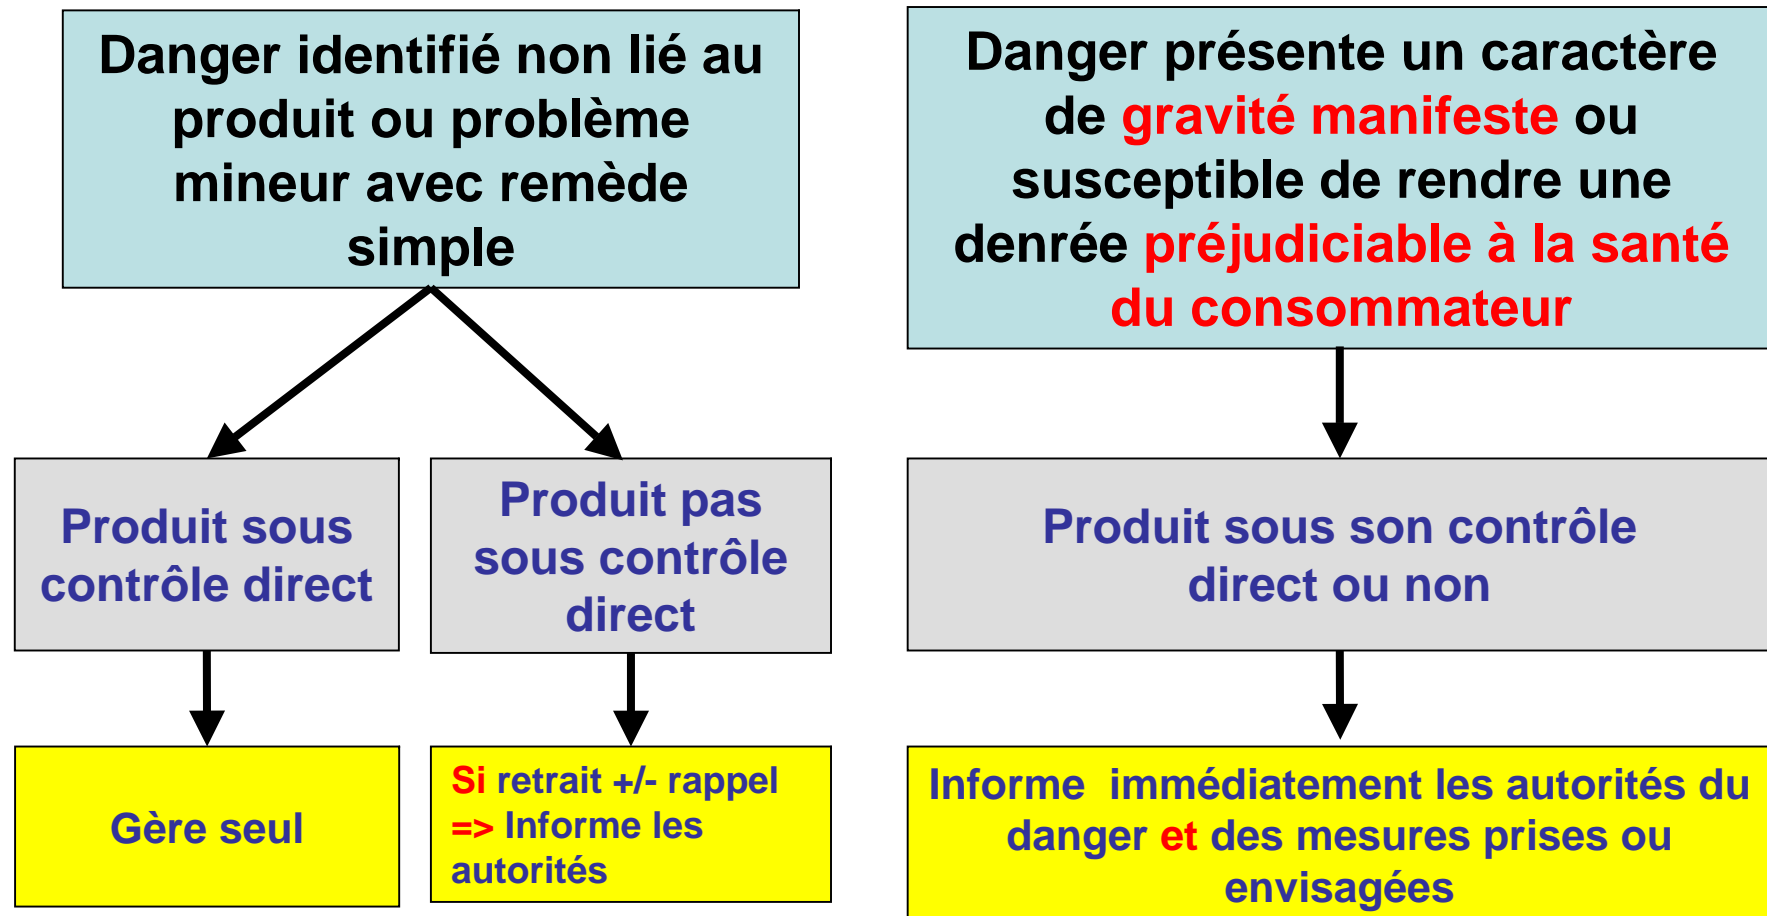 Danger identifié non lié au
produit ou problème
mineur avec remède
simple
Danger présente un caractère
de gravité manifeste ou
susceptible de rendre une
denrée préjudiciable à la santé
du consommateur
Produit sous
contrôle direct
Produit pas
sous contrôle
direct
Produit sous son contrôle
direct ou non
Gère seul
Si retrait +/- rappel
=> Informe les
autorités
Informe immédiatement les autorités du
danger et des mesures prises ou
envisagées